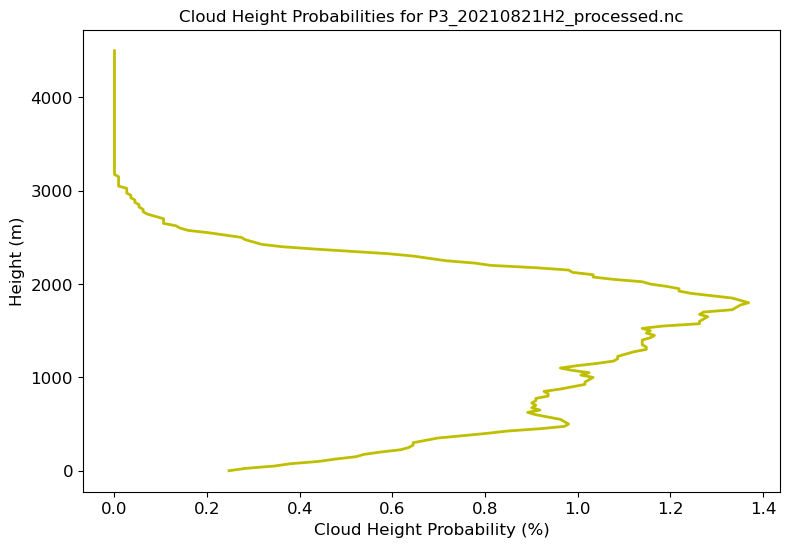 Cloud Height Probabilities for P3_20210821H2_processed.nc
4000
3000
2000
1000
0
Height (m)
0.0 0.2 0.4 0.6 0.8 1.0 1.2 1.4
Cloud Height Probability (%)